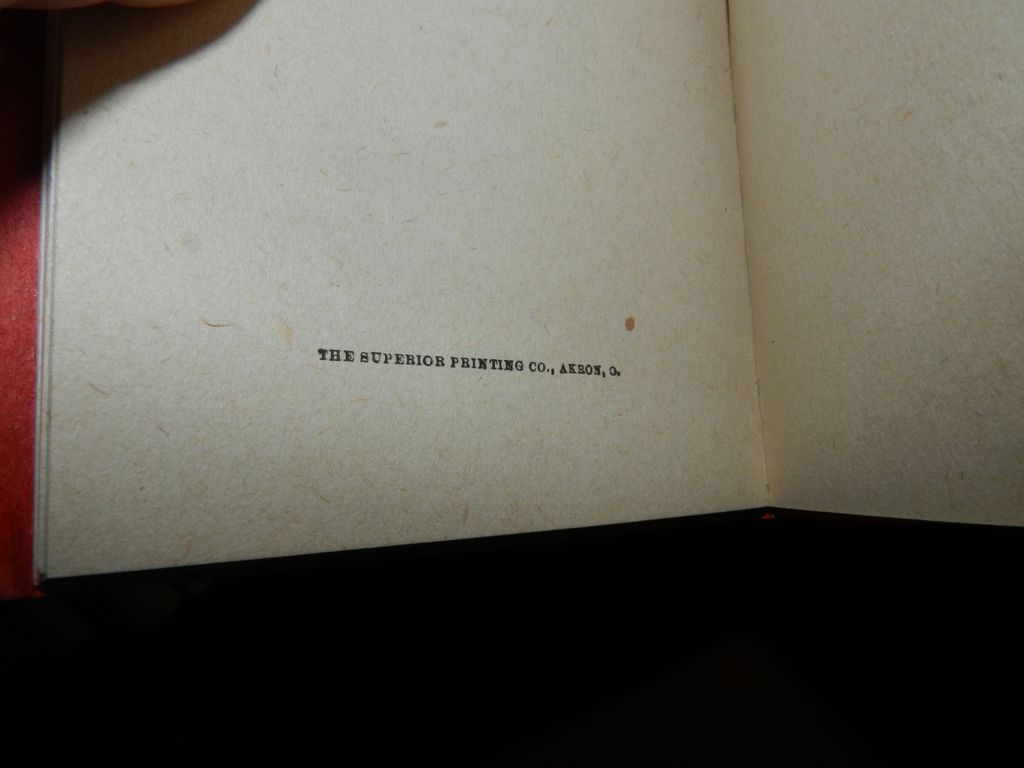 THE SUPERIOR PRINTING CO., AKRON, O.